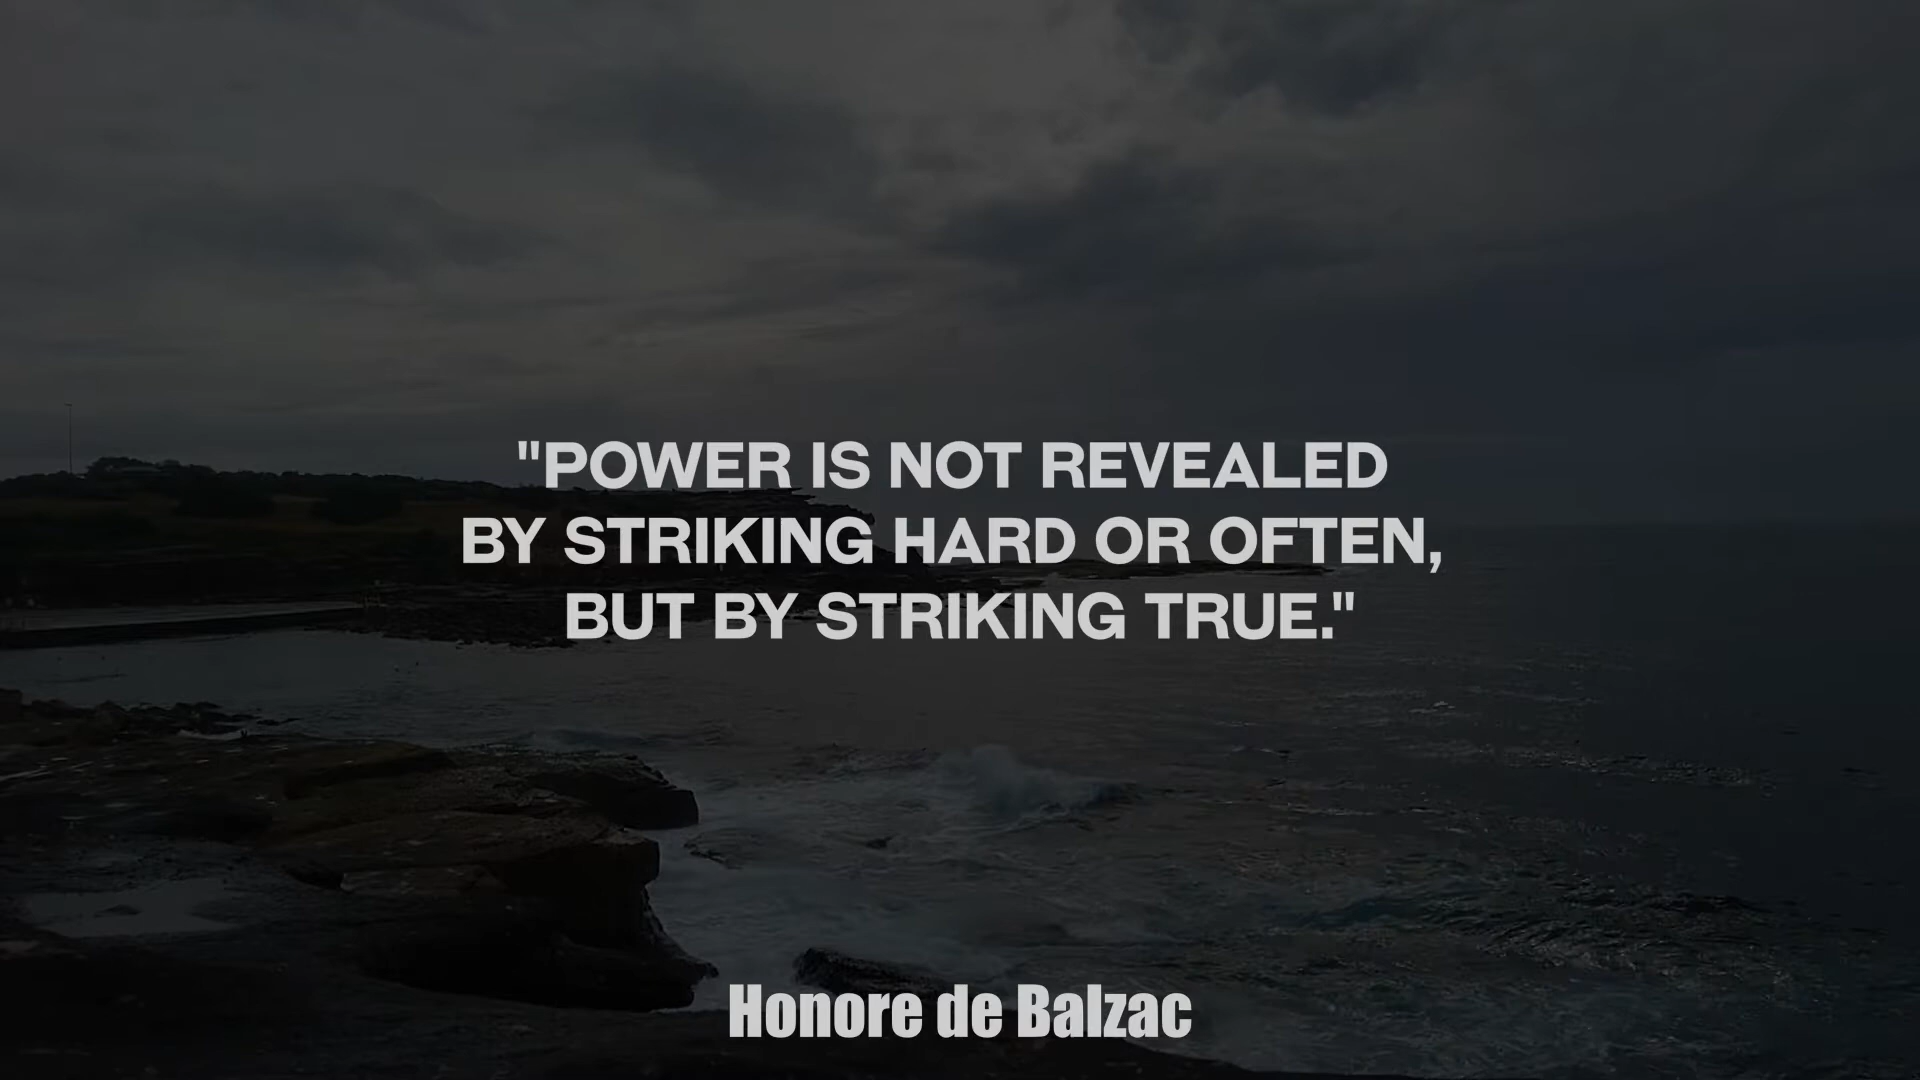 "POWER IS NOT REVEALED
BY STRIKING HARD OR OFTEN,
BUT BY STRIKING TRUE."
Honore de Balzac